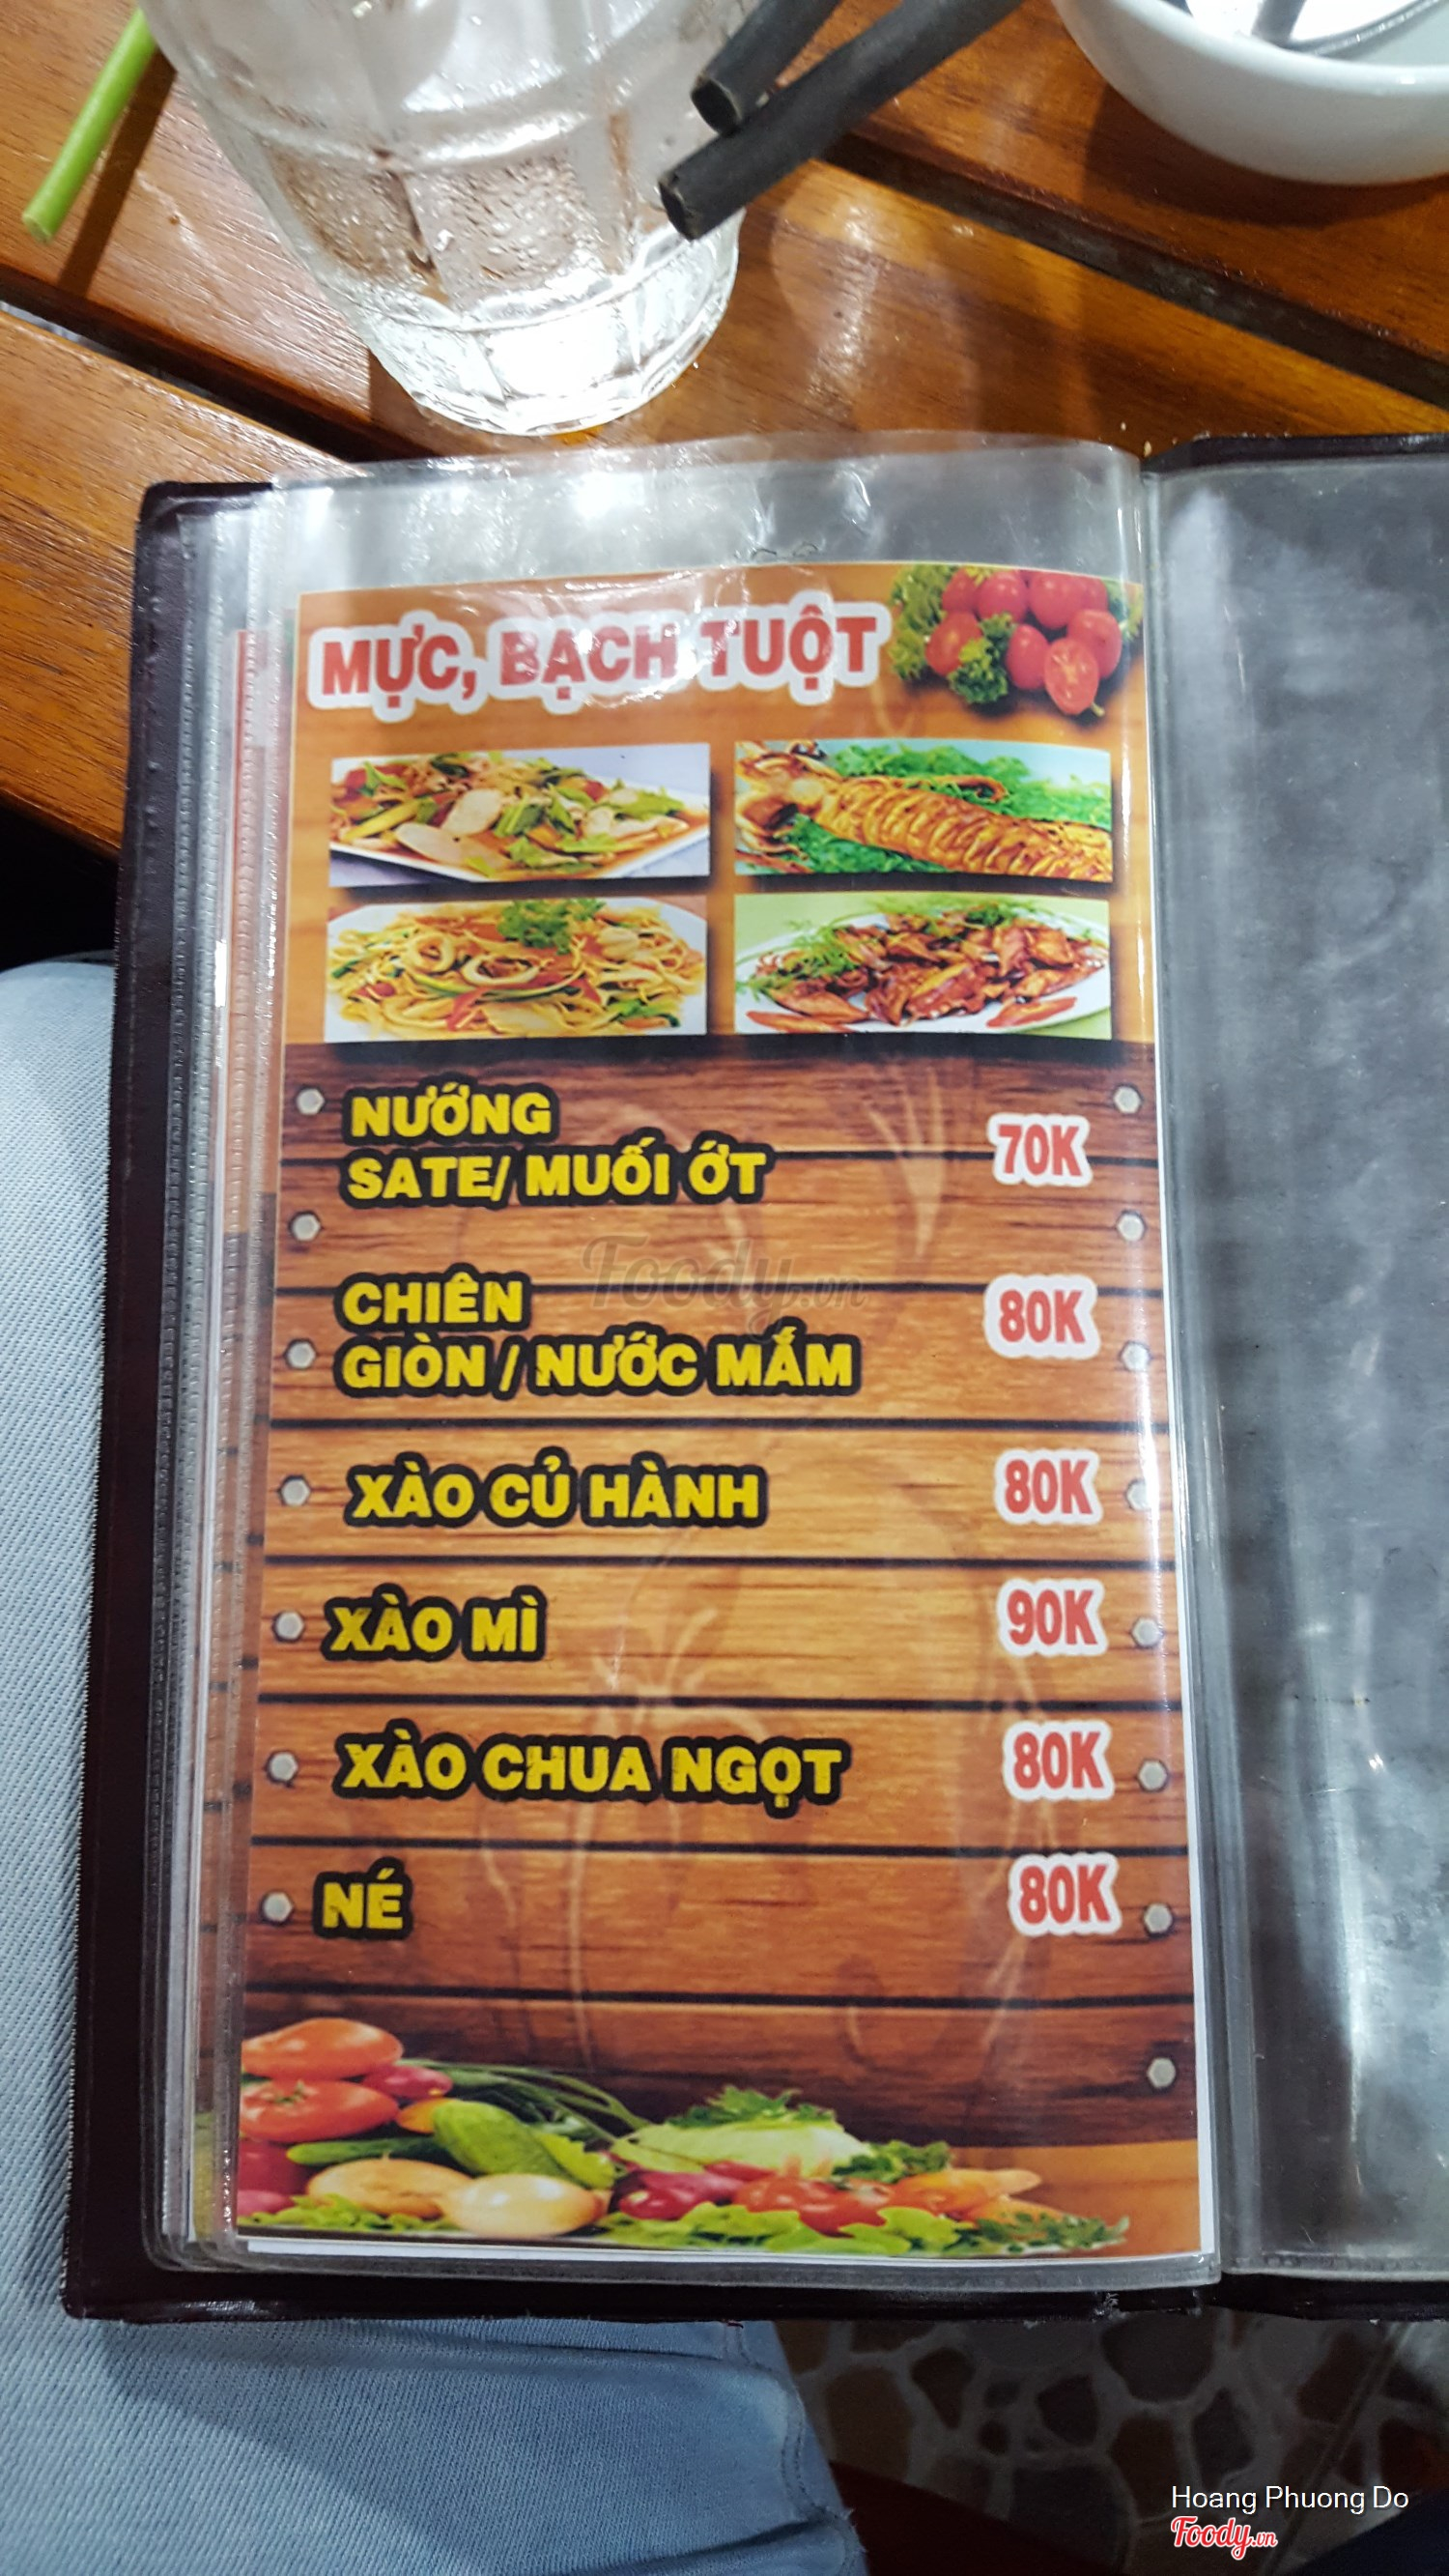 MỰC, BẠCH TUỘT
NƯỚNG
SATE/ MUỐI ỚT
70K
CHIÊN
GIÒN / NƯỚC MẮM
80K
XÀO CỦ HÀNH
80K
XÀO MÌ
90K
XÀO CHUA NGỌT
80K
NÉ
80K
Foody.vn
Hoang Phuong Do
Foody.vn